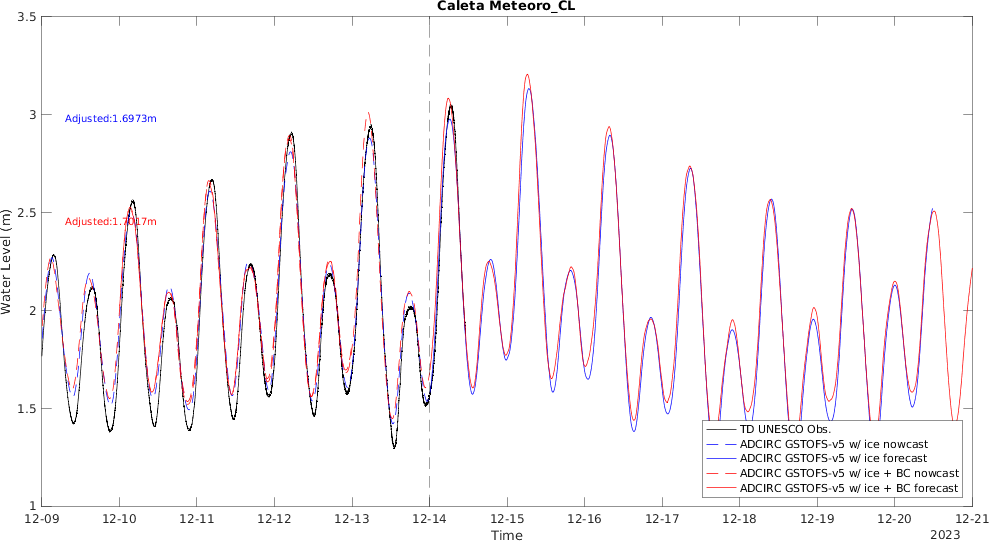 Caleta Meteoro_CL
3.5
3
2.5
2
1.5
1
Water Level (m)
Adjusted:1.6973m
Adjusted:1.7017m
TD UNESCO Obs.
ADCIRC GSTOFS-v5 w/ ice nowcast
ADCIRC GSTOFS-v5 w/ ice forecast
ADCIRC GSTOFS-v5 w/ ice + BC nowcast
ADCIRC GSTOFS-v5 w/ ice + BC forecast
12-09 12-10 12-11 12-12 12-13 12-14 12-15 12-16 12-17 12-18 12-19 12-20 12-21
Time
2023